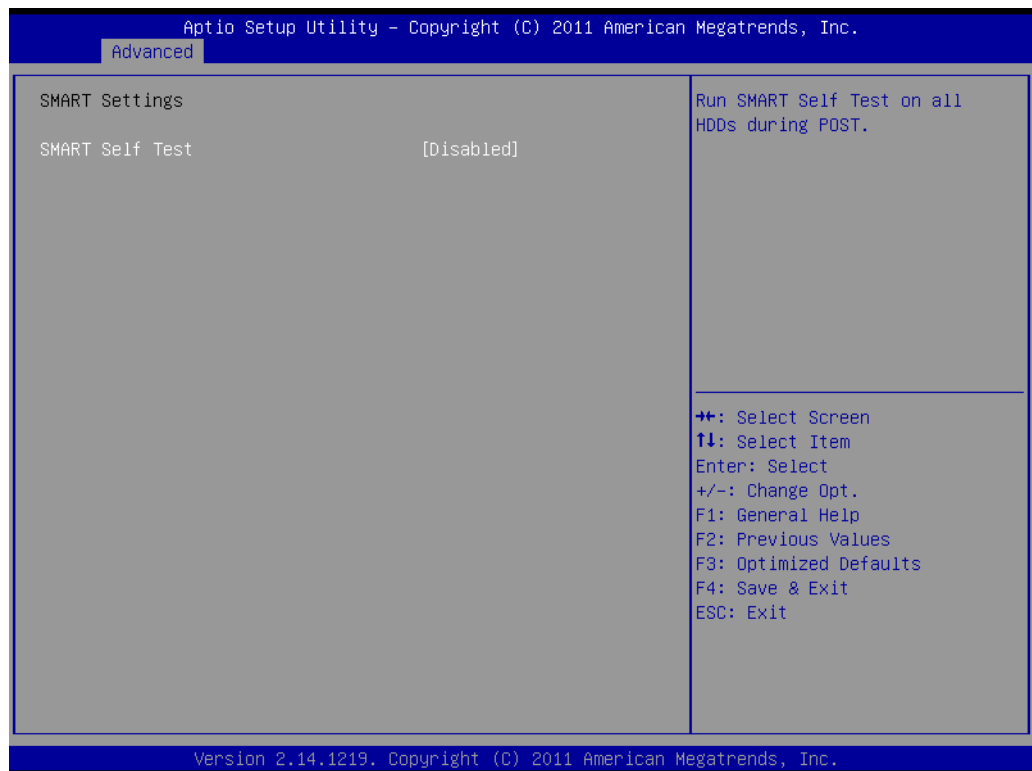 Aptio Setup Utility – Copyright (C) 2011 American Megatrends, Inc.
Advanced
SMART Settings
SMART Self Test [Disabled]
Run SMART Self Test on all
HDDs during POST.
→←: Select Screen
↑↓: Select Item
Enter: Select
+/-: Change Opt.
F1: General Help
F2: Previous Values
F3: Optimized Defaults
F4: Save & Exit
ESC: Exit
Version 2.14.1219. Copyright (C) 2011 American Megatrends, Inc.